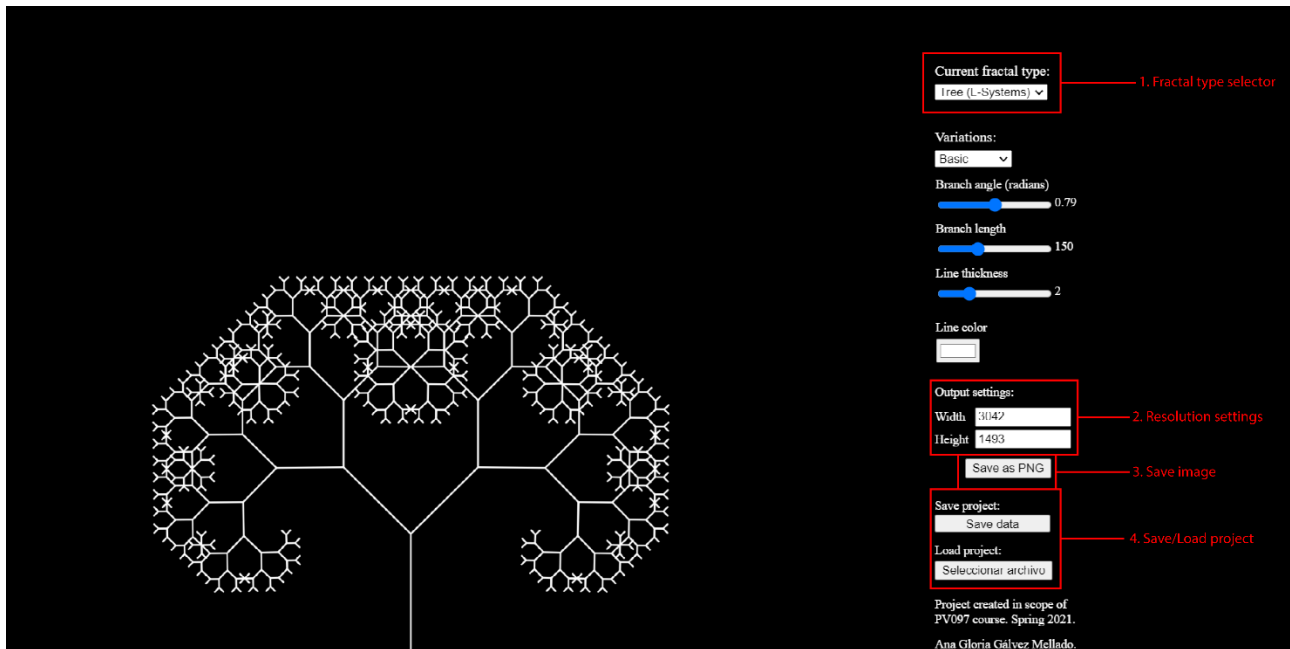 Current fractal type:
Tree (L-Systems)
1. Fractal type selector
Variations:
Basic
Branch angle (radians)
0.79
Branch length
150
Line thickness
2
Line color
Output settings:
Width 3042
Height 1493
2. Resolution settings
Save as PNG
3. Save image
Save project:
Save data
4. Save/Load project
Load project:
Seleccionar archivo
Project created in scope of
PV097 course. Spring 2021.
Ana Gloria Gálvez Mellado.